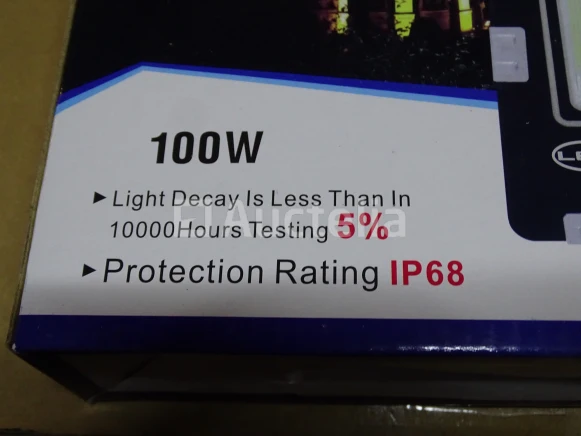 100W
▸Light Decay Is Less Than In
10000Hours Testing 5%
▸Protection Rating IP68